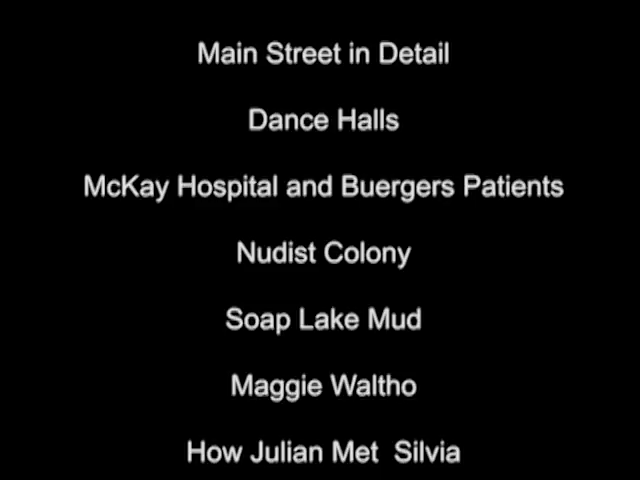 Main Street in Detail
Dance Halls
McKay Hospital and Buergers Patients
Nudist Colony
Soap Lake Mud
Maggie Waltho
How Julian Met  Silvia